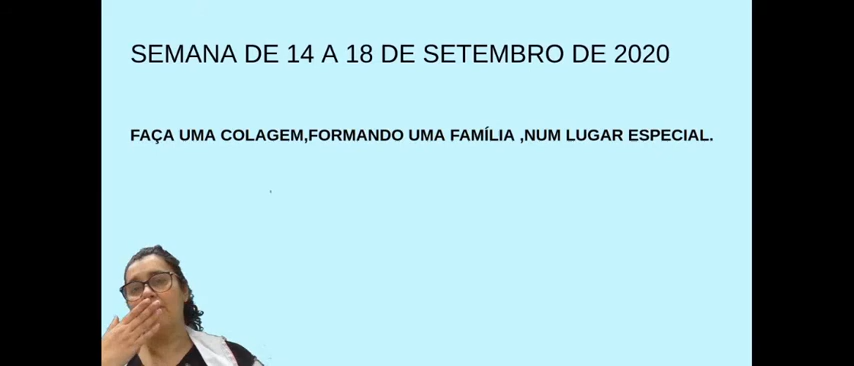 SEMANA DE 14 A 18 DE SETEMBRO DE 2020
FAÇA UMA COLAGEM,FORMANDO UMA FAMÍLIA ,NUM LUGAR ESPECIAL.